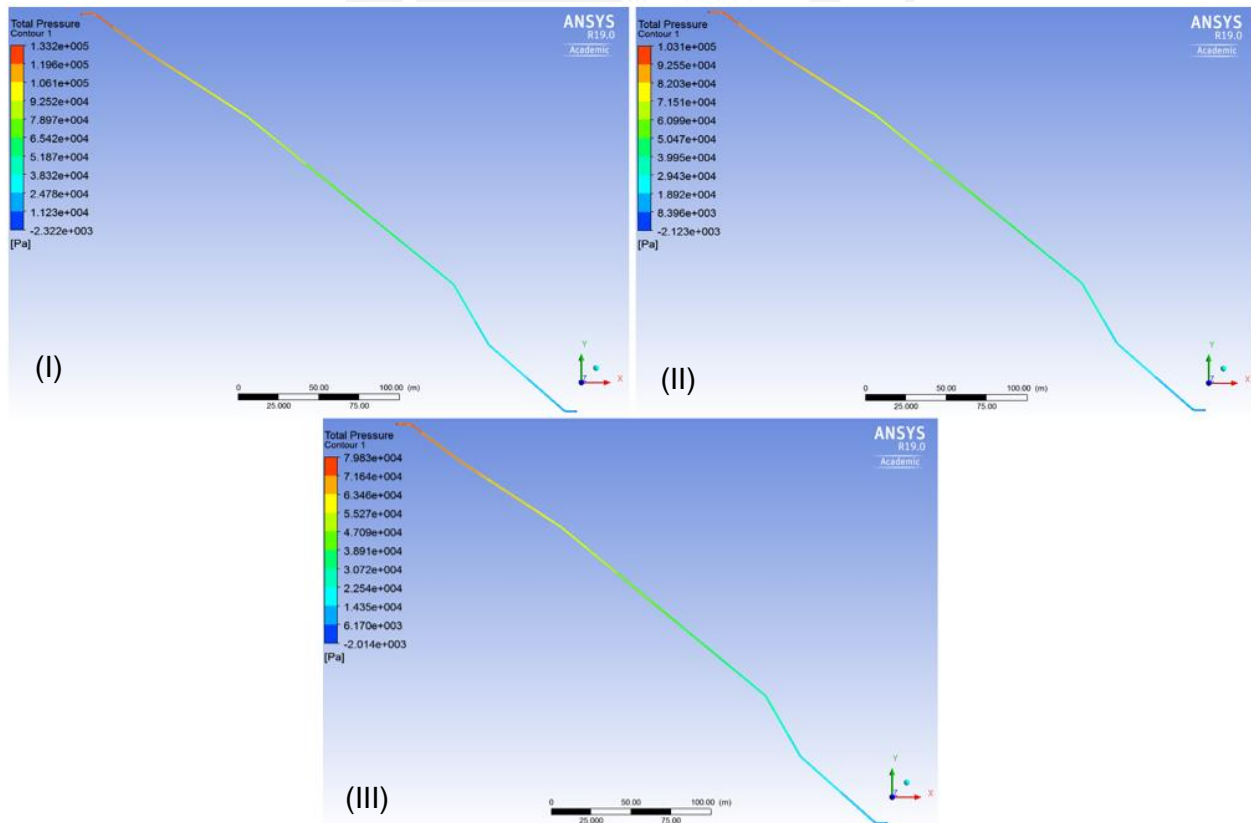 Total Pressure
Contour 1
1.332e+005
1.196e+005
1.061e+005
9.252e+004
7.897e+004
6.542e+004
5.187e+004
3.832e+004
2.478e+004
1.123e+004
-2.322e+003
[Pa]
ANSYS
R19.0
Academic
(I)
0 50.00 100.00 (m)
25.000 75.00
Y
X
Z
Total Pressure
Contour 1
1.031e+005
9.255e+004
8.203e+004
7.151e+004
6.099e+004
5.047e+004
3.995e+004
2.943e+004
1.892e+004
8.396e+003
-2.123e+003
[Pa]
ANSYS
R19.0
Academic
(II)
0 50.00 100.00 (m)
25.000 75.00
Y
X
Z
Total Pressure
Contour 1
7.983e+004
7.164e+004
6.346e+004
5.527e+004
4.709e+004
3.891e+004
3.072e+004
2.254e+004
1.435e+004
6.170e+003
-2.014e+003
[Pa]
ANSYS
R19.0
Academic
(III)
0 50.00 100.00 (m)
25.000 75.00
Y
X
Z